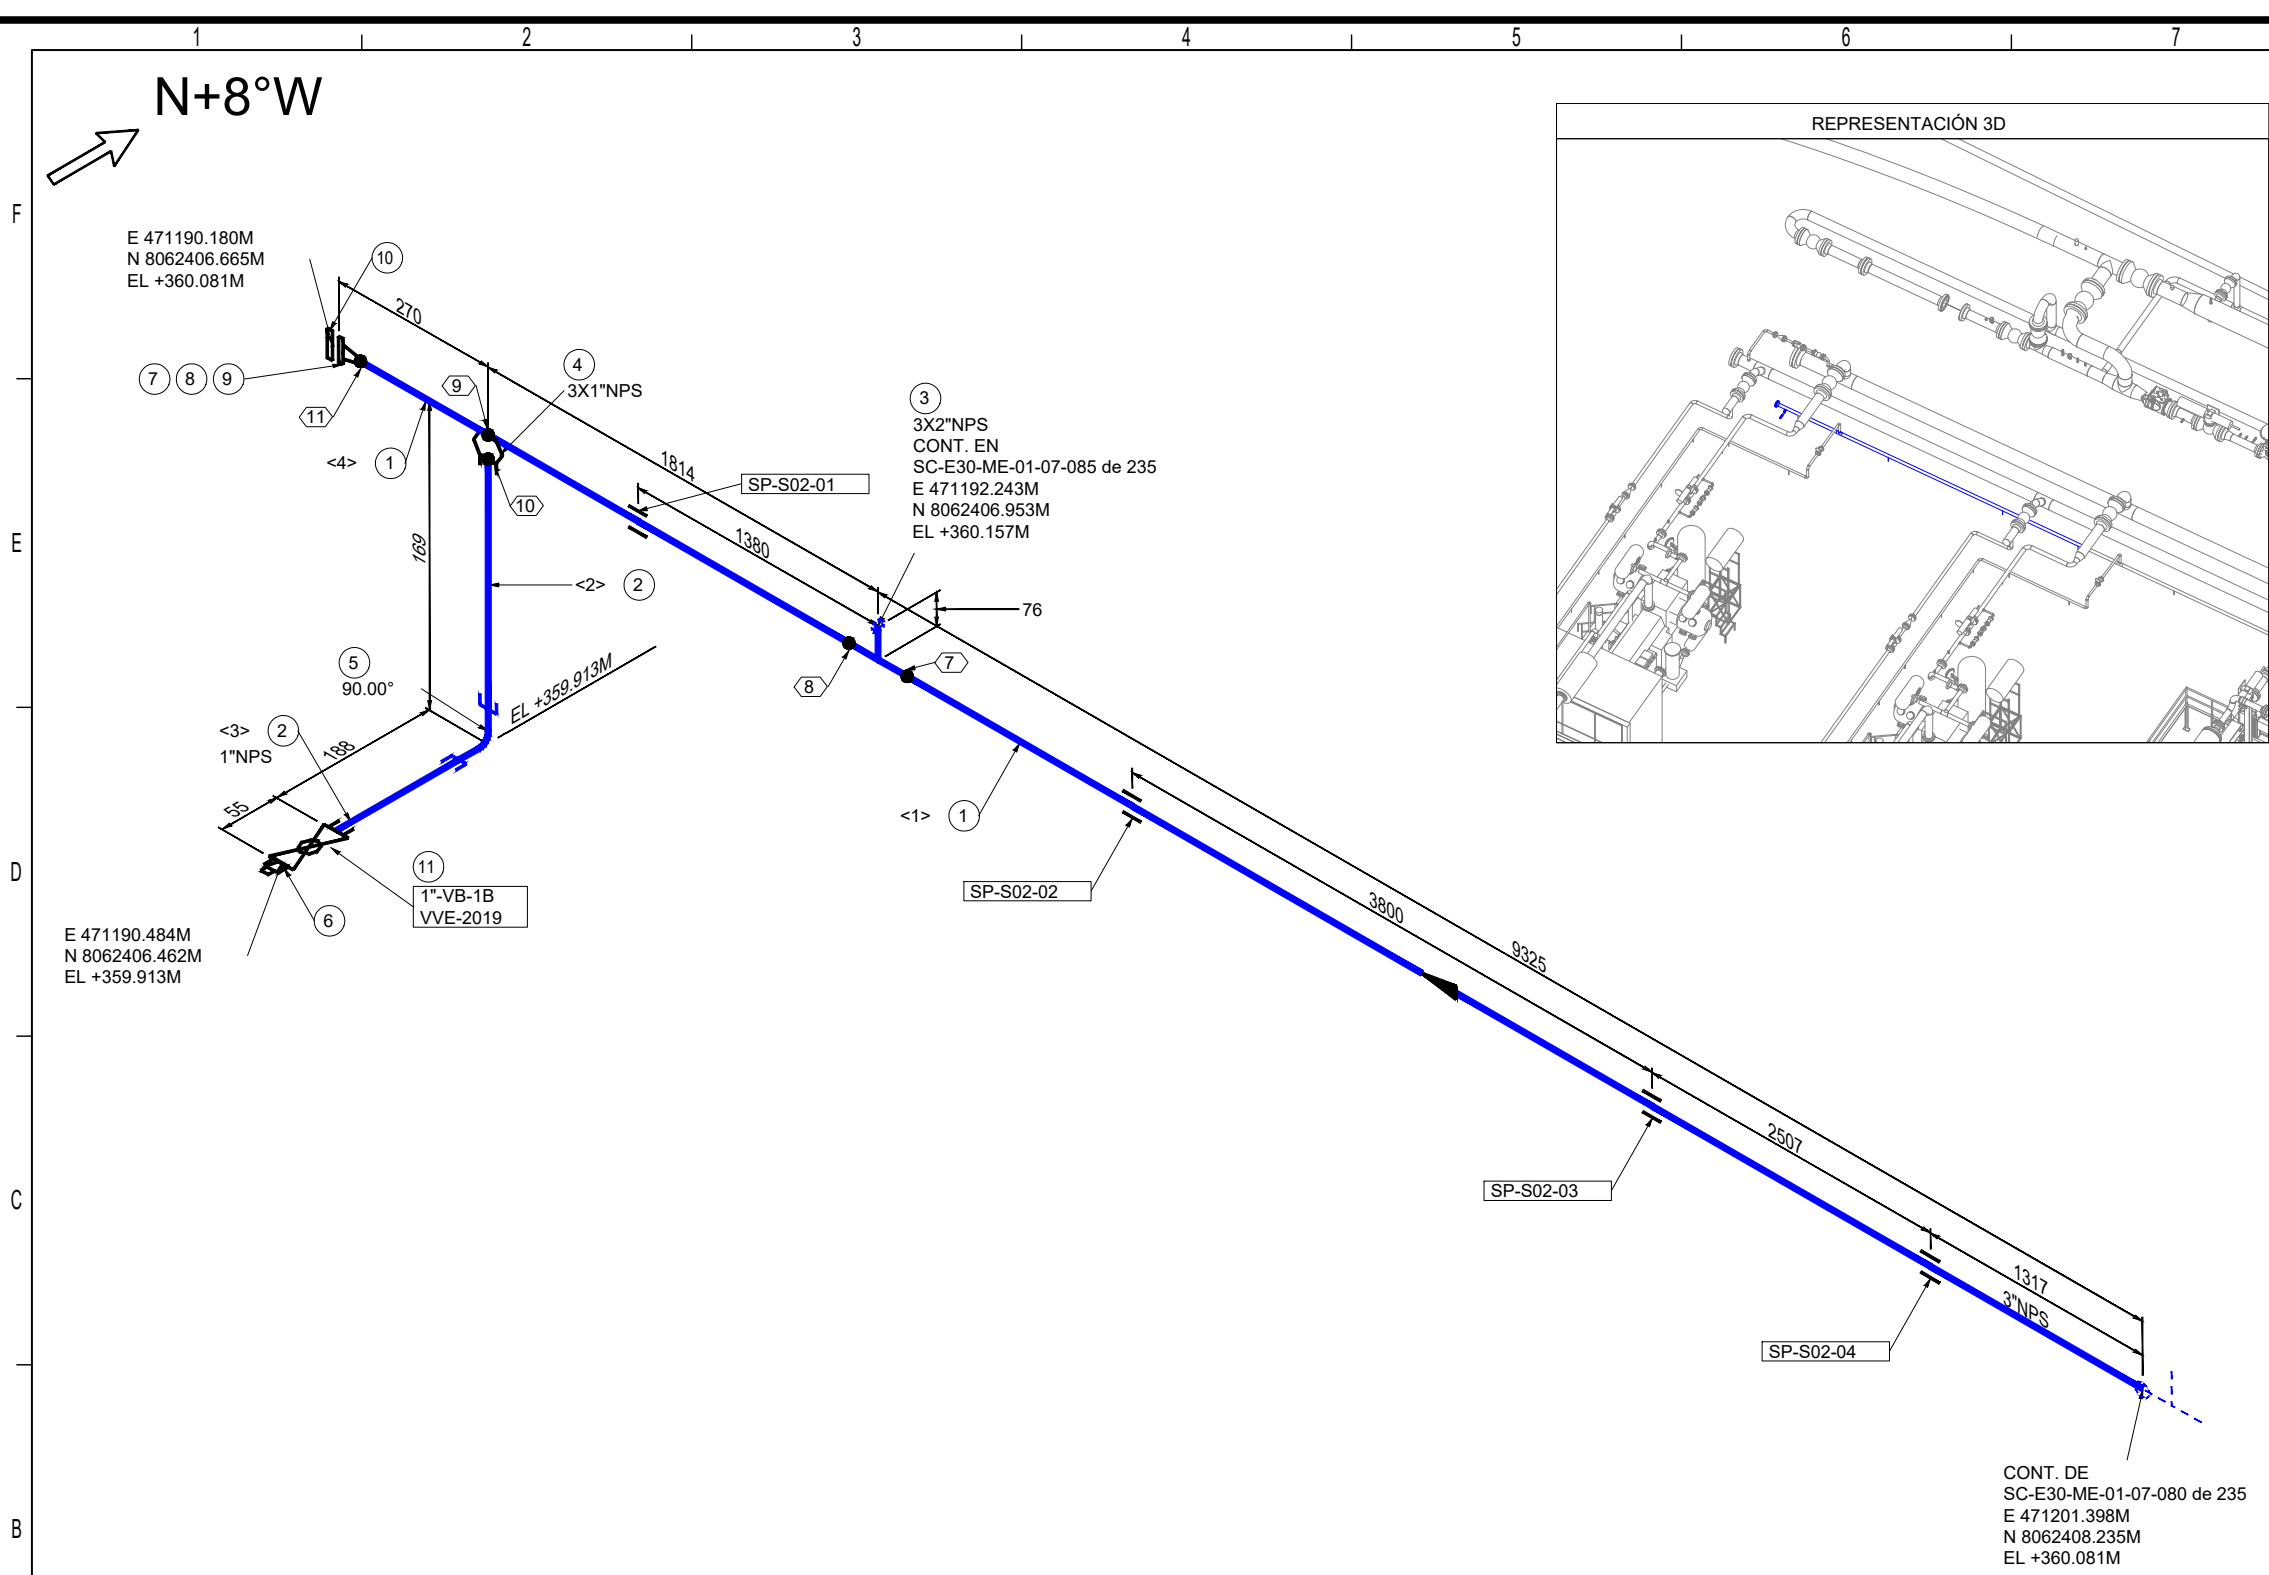 1 2 3 4 5 6 7
N+8°W
REPRESENTACIÓN 3D
F
E 471190.180M
N 8062406.665M
EL +360.081M
10
270
7 8 9
11
9
4
3X1"NPS
<4> 1
10
1814
SP-S02-01
1380
3
3X2"NPS
CONT. EN
SC-E30-ME-01-07-085 de 235
E 471192.243M
N 8062406.953M
EL +360.157M
E
169
<2> 2
76
5
90.00°
EL +359.913M
8
7
<3> 2
1"NPS
188
55
<1> 1
D
11
1"-VB-1B
VVE-2019
6
SP-S02-02
E 471190.484M
N 8062406.462M
EL +359.913M
3800
9325
2507
C
SP-S02-03
1317
3"NPS
SP-S02-04
CONT. DE
SC-E30-ME-01-07-080 de 235
E 471201.398M
N 8062408.235M
EL +360.081M
B